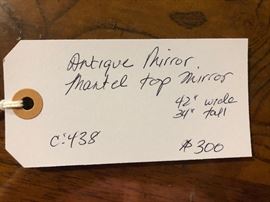 Antique Mirror.
Mantel top Mirror
42" wide
34" tall
C:438
$300